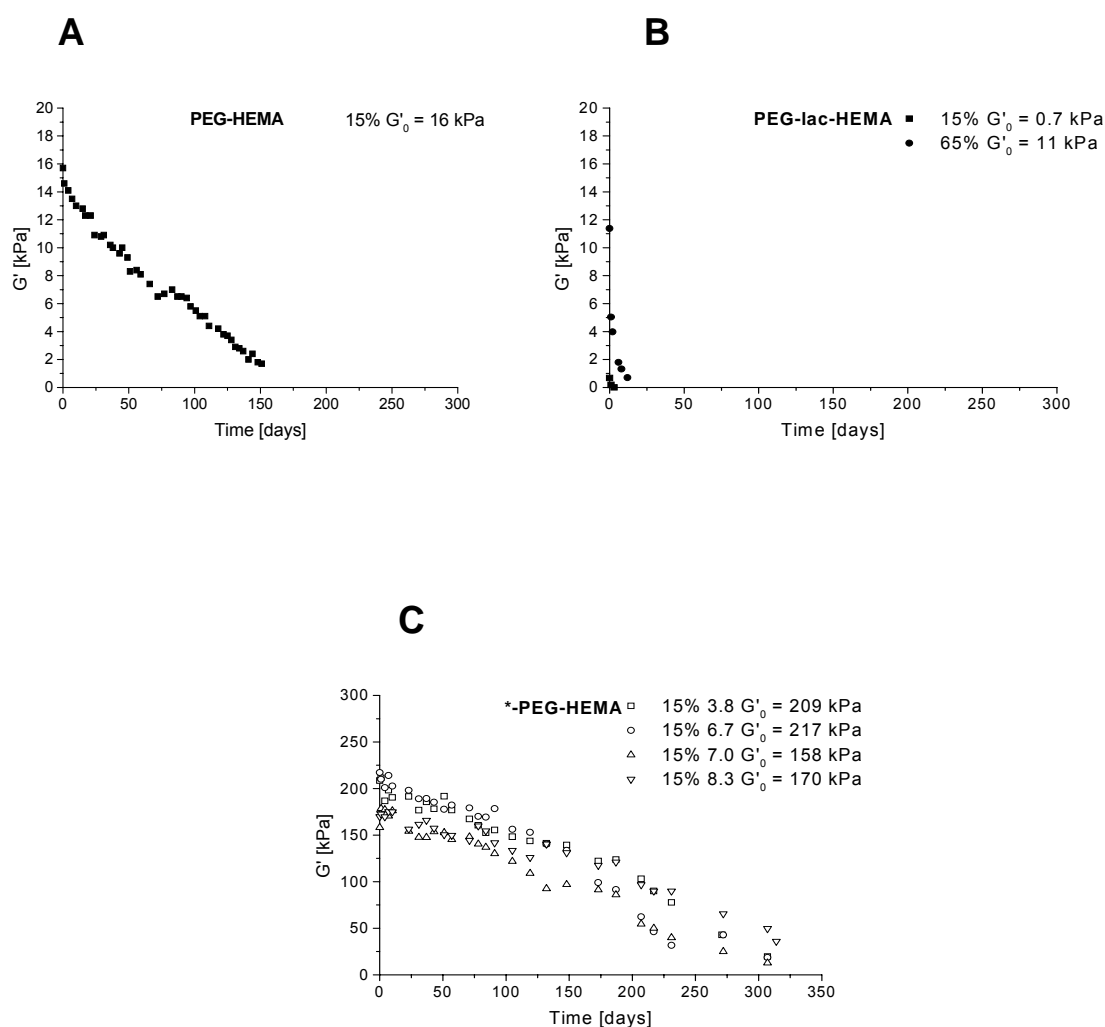 A
PEG-HEMA 15% G'₀ = 16 kPa
20
18
16
14
12
10
8
6
4
2
0
G' [kPa]
0 50 100 150 200 250 300
Time [days]
B
PEG-lac-HEMA ■ 15% G'₀ = 0.7 kPa
● 65% G'₀ = 11 kPa
20
18
16
14
12
10
8
6
4
2
0
G' [kPa]
0 50 100 150 200 250 300
Time [days]
C
*-PEG-HEMA □ 15% 3.8 G'₀ = 209 kPa
○ 15% 6.7 G'₀ = 217 kPa
△ 15% 7.0 G'₀ = 158 kPa
▽ 15% 8.3 G'₀ = 170 kPa
300
250
200
150
100
50
0
G' [kPa]
0 50 100 150 200 250 300 350
Time [days]